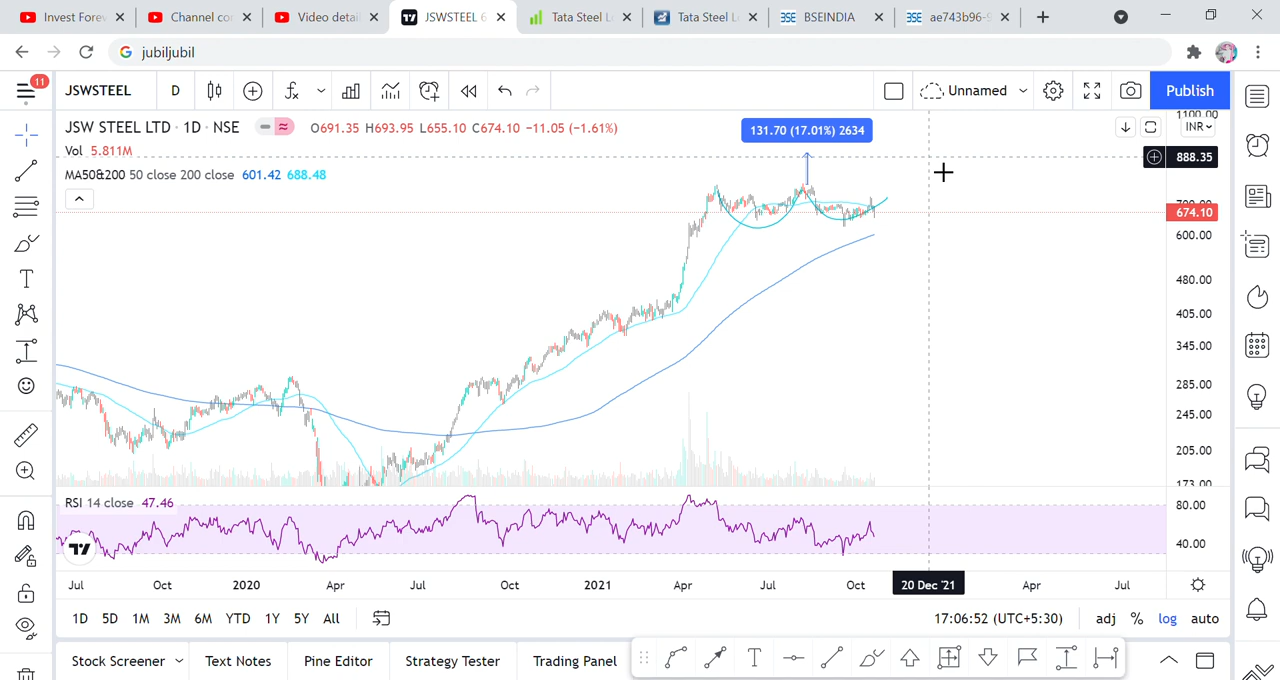 Invest Forev
Channel co
Video detai
JSWSTEEL 6
Tata Steel L
Tata Steel L
BSEINDIA
ae743b96-9
jubiljubil
11
JSWSTEEL
D
Unnamed
Publish
JSW STEEL LTD · 1D · NSE
O691.35 H693.95 L655.10 C674.10 −11.05 (−1.61%)
131.70 (17.01%) 2634
1100.00
INR
Vol 5.811M
888.35
MA50&200 50 close 200 close 601.42 688.48
700.00
674.10
600.00
480.00
405.00
345.00
285.00
245.00
205.00
173.00
RSI 14 close 47.46
80.00
40.00
Jul Oct 2020 Apr Jul Oct 2021 Apr Jul Oct 20 Dec '21 Apr Jul
1D 5D 1M 3M 6M YTD 1Y 5Y All
17:06:52 (UTC+5:30)
adj % log auto
Stock Screener
Text Notes
Pine Editor
Strategy Tester
Trading Panel